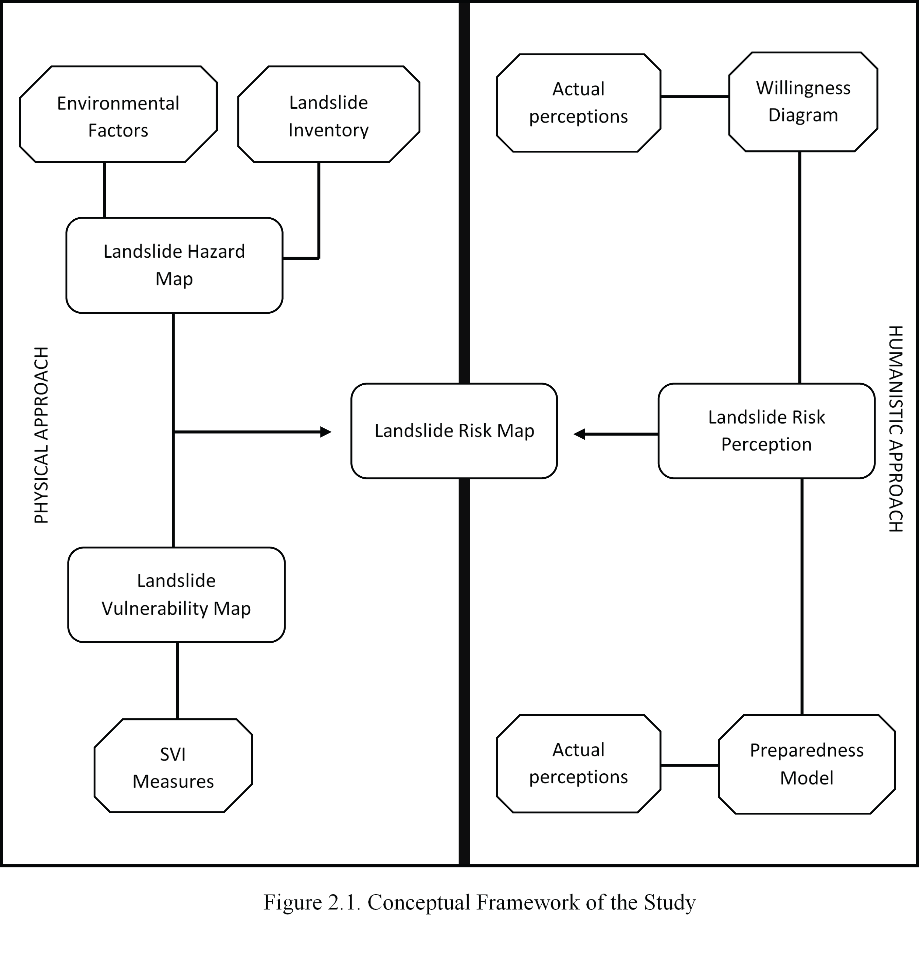 Environmental
Factors
Landslide
Inventory
Landslide Hazard
Map
PHYSICAL APPROACH
Landslide
Vulnerability Map
SVI
Measures
Landslide Risk Map
Actual
perceptions
Willingness
Diagram
Landslide Risk
Perception
HUMANISTIC APPROACH
Actual
perceptions
Preparedness
Model
Figure 2.1. Conceptual Framework of the Study